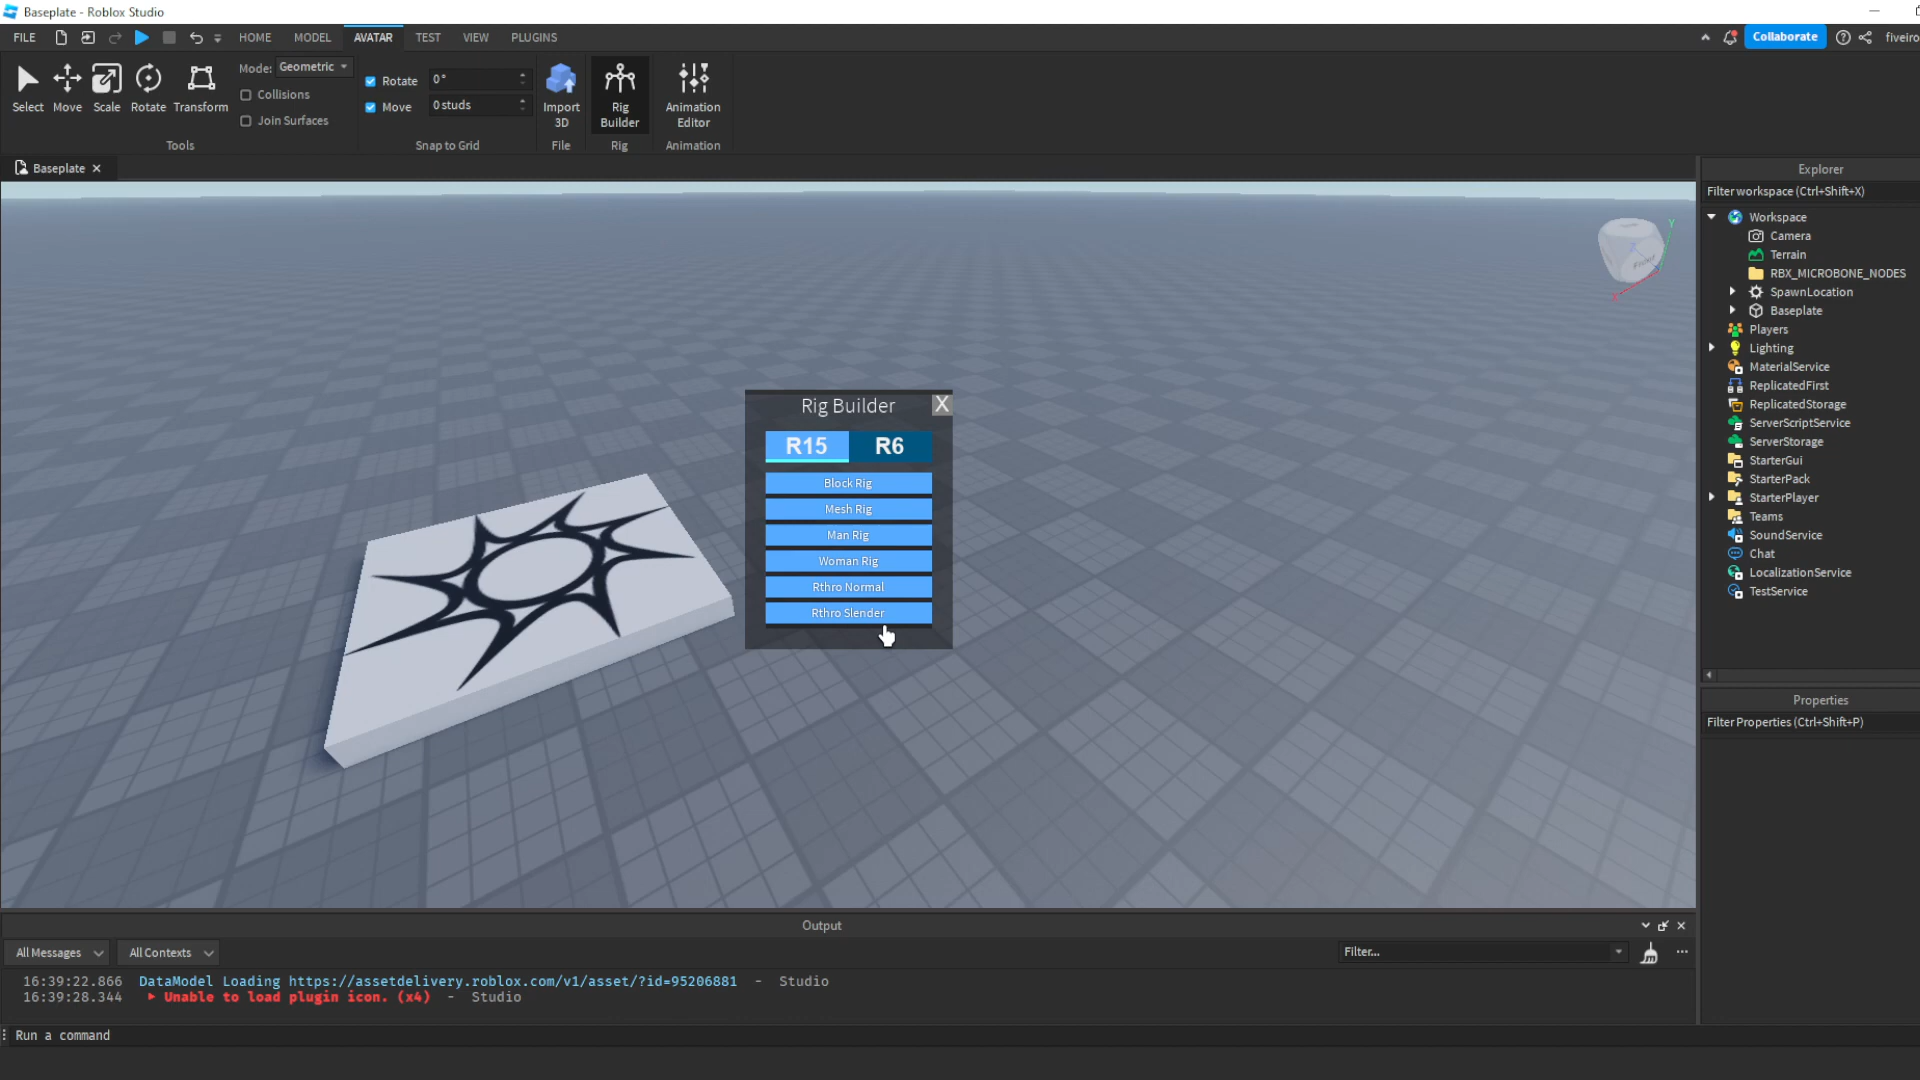 Baseplate - Roblox Studio
FILE HOME MODEL AVATAR TEST VIEW PLUGINS Collaborate fiveiro
Select Move Scale Rotate Transform
Mode: Geometric
Collisions
Join Surfaces
Tools
Rotate 0°
Move 0 studs
Snap to Grid
Import 3D
File
Rig Builder
Rig
Animation Editor
Animation
Baseplate
Rig Builder X
R15 R6
Block Rig
Mesh Rig
Man Rig
Woman Rig
Rthro Normal
Rthro Slender
Front
Y
X
Explorer
Filter workspace (Ctrl+Shift+X)
Workspace
Camera
Terrain
RBX_MICROBONE_NODES
SpawnLocation
Baseplate
Players
Lighting
MaterialService
ReplicatedFirst
ReplicatedStorage
ServerScriptService
ServerStorage
StarterGui
StarterPack
StarterPlayer
Teams
SoundService
Chat
LocalizationService
TestService
Properties
Filter Properties (Ctrl+Shift+P)
Output
All Messages All Contexts Filter...
16:39:22.866 DataModel Loading https://assetdelivery.roblox.com/v1/asset/?id=95206881 - Studio
16:39:28.344 Unable to load plugin icon. (x4) - Studio
Run a command